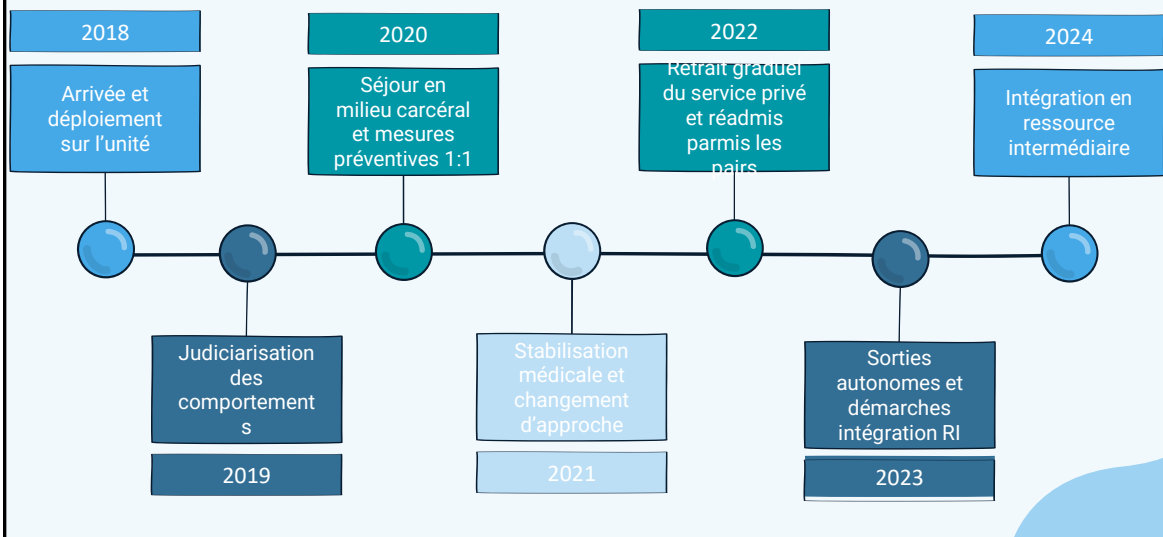 2018
Arrivée et
déploiement
sur l'unité
Judiciarisation
des
comportement
s
2019
2020
Séjour en
milieu carcéral
et mesures
préventives 1:1
Stabilisation
médicale et
changement
d'approche
2021
2022
Retrait graduel
du service privé
et réadmis
parmis les
pairs
Sorties
autonomes et
démarches
intégration RI
2023
2024
Intégration en
ressource
intermédiaire